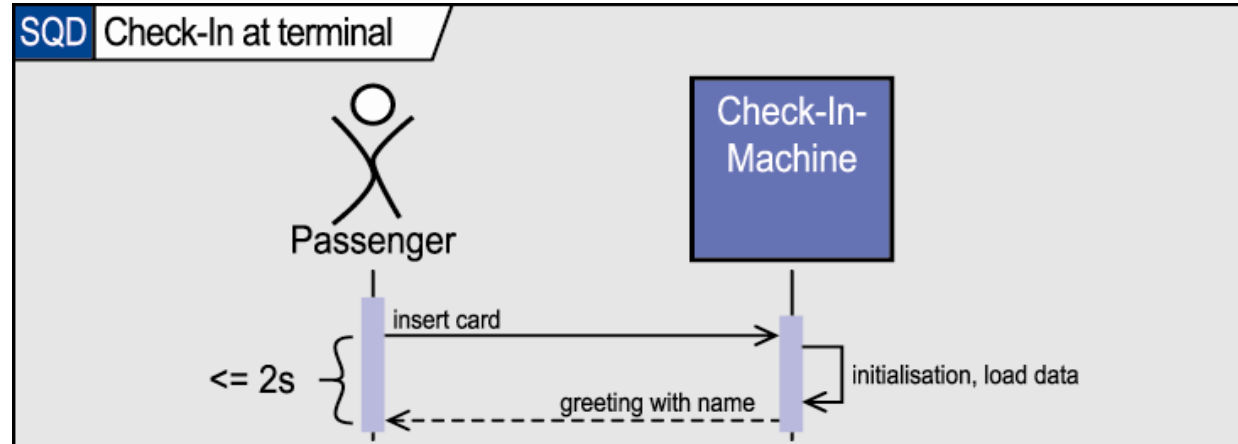 SQD Check-In at terminal
Check-In-
Machine
Passenger
insert card
<= 2s
initialisation, load data
greeting with name